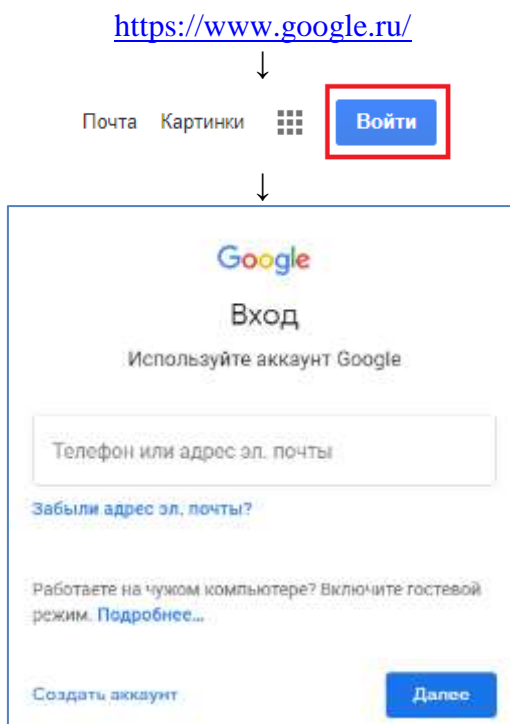 https://www.google.ru/
↓
Почта Картинки Войти
↓
Google
Вход
Используйте аккаунт Google
Телефон или адрес эл. почты
Забыли адрес эл. почты?
Работаете на чужом компьютере? Включите гостевой
режим. Подробнее...
Создать аккаунт Далее